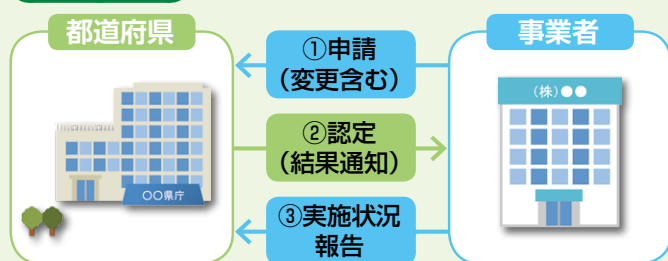 都道府県
事業者
①申請
（変更含む）
（株）●●
②認定
（結果通知）
○○県庁
③実施状況
報告